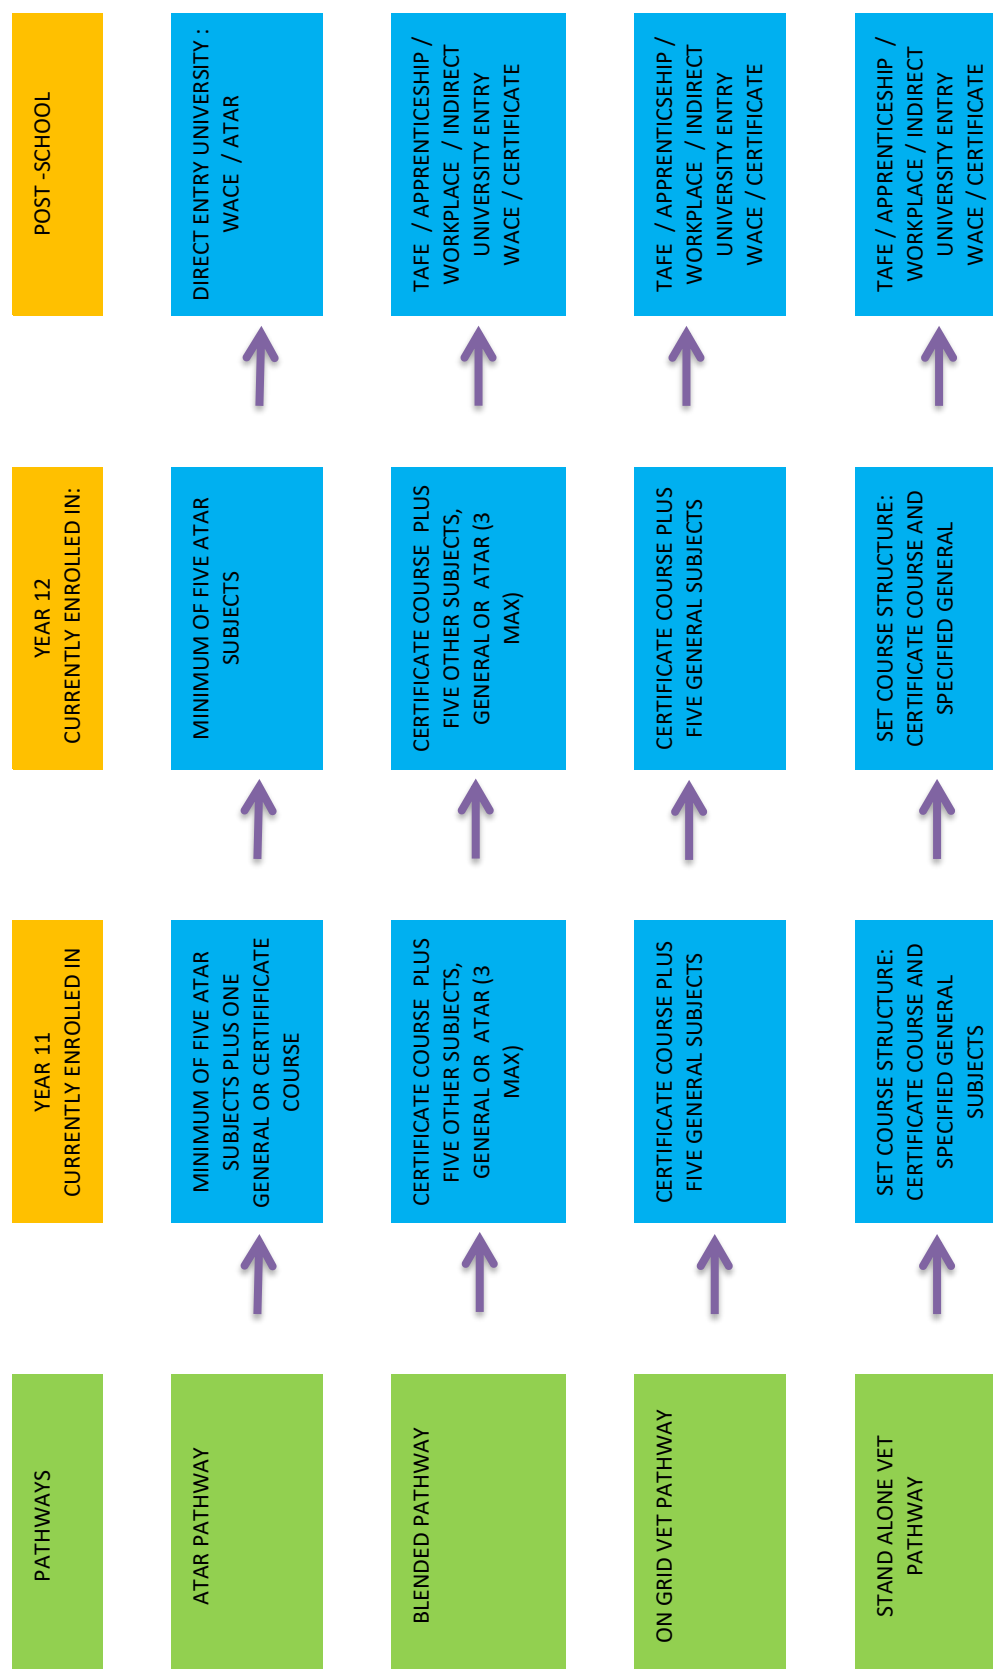 PATHWAYS
YEAR 11
CURRENTLY ENROLLED IN
YEAR 12
CURRENTLY ENROLLED IN:
POST -SCHOOL
ATAR PATHWAY
MINIMUM OF FIVE ATAR
SUBJECTS PLUS ONE
GENERAL OR CERTIFIFICATE
COURSE
MINIMUM OF FIVE ATAR
SUBJECTS
DIRECT ENTRY UNIVERSITY :
WACE / ATAR
BLENDED PATHWAY
CERTIFICATE COURSE PLUS
FIVE OTHER SUBJECTS,
GENERAL OR ATAR (3
MAX)
CERTIFICATE COURSE PLUS
FIVE OTHER SUBJECTS,
GENERAL OR ATAR (3
MAX)
TAFE / APPRENTICESHIP /
WORKPLACE / INDIRECT
UNIVERSITY ENTRY
WACE / CERTIFICATE
ON GRID VET PATHWAY
CERTIFICATE COURSE PLUS
FIVE GENERAL SUBJECTS
CERTIFICATE COURSE PLUS
FIVE GENERAL SUBJECTS
TAFE / APPRENTICSEHIP /
WORKPLACE / INDIRECT
UNIVERSITY ENTRY
WACE / CERTIFICATE
STAND ALONE VET
PATHWAY
SET COURSE STRUCTURE:
CERTIFICATE COURSE AND
SPECIFIED GENERAL
SUBJECTS
SET COURSE STRUCTURE:
CERTIFICATE COURSE AND
SPECIFIED GENERAL
TAFE / APPRENTICESHIP /
WORKPLACE / INDIRECT
UNIVERSITY ENTRY
WACE / CERTIFICATE